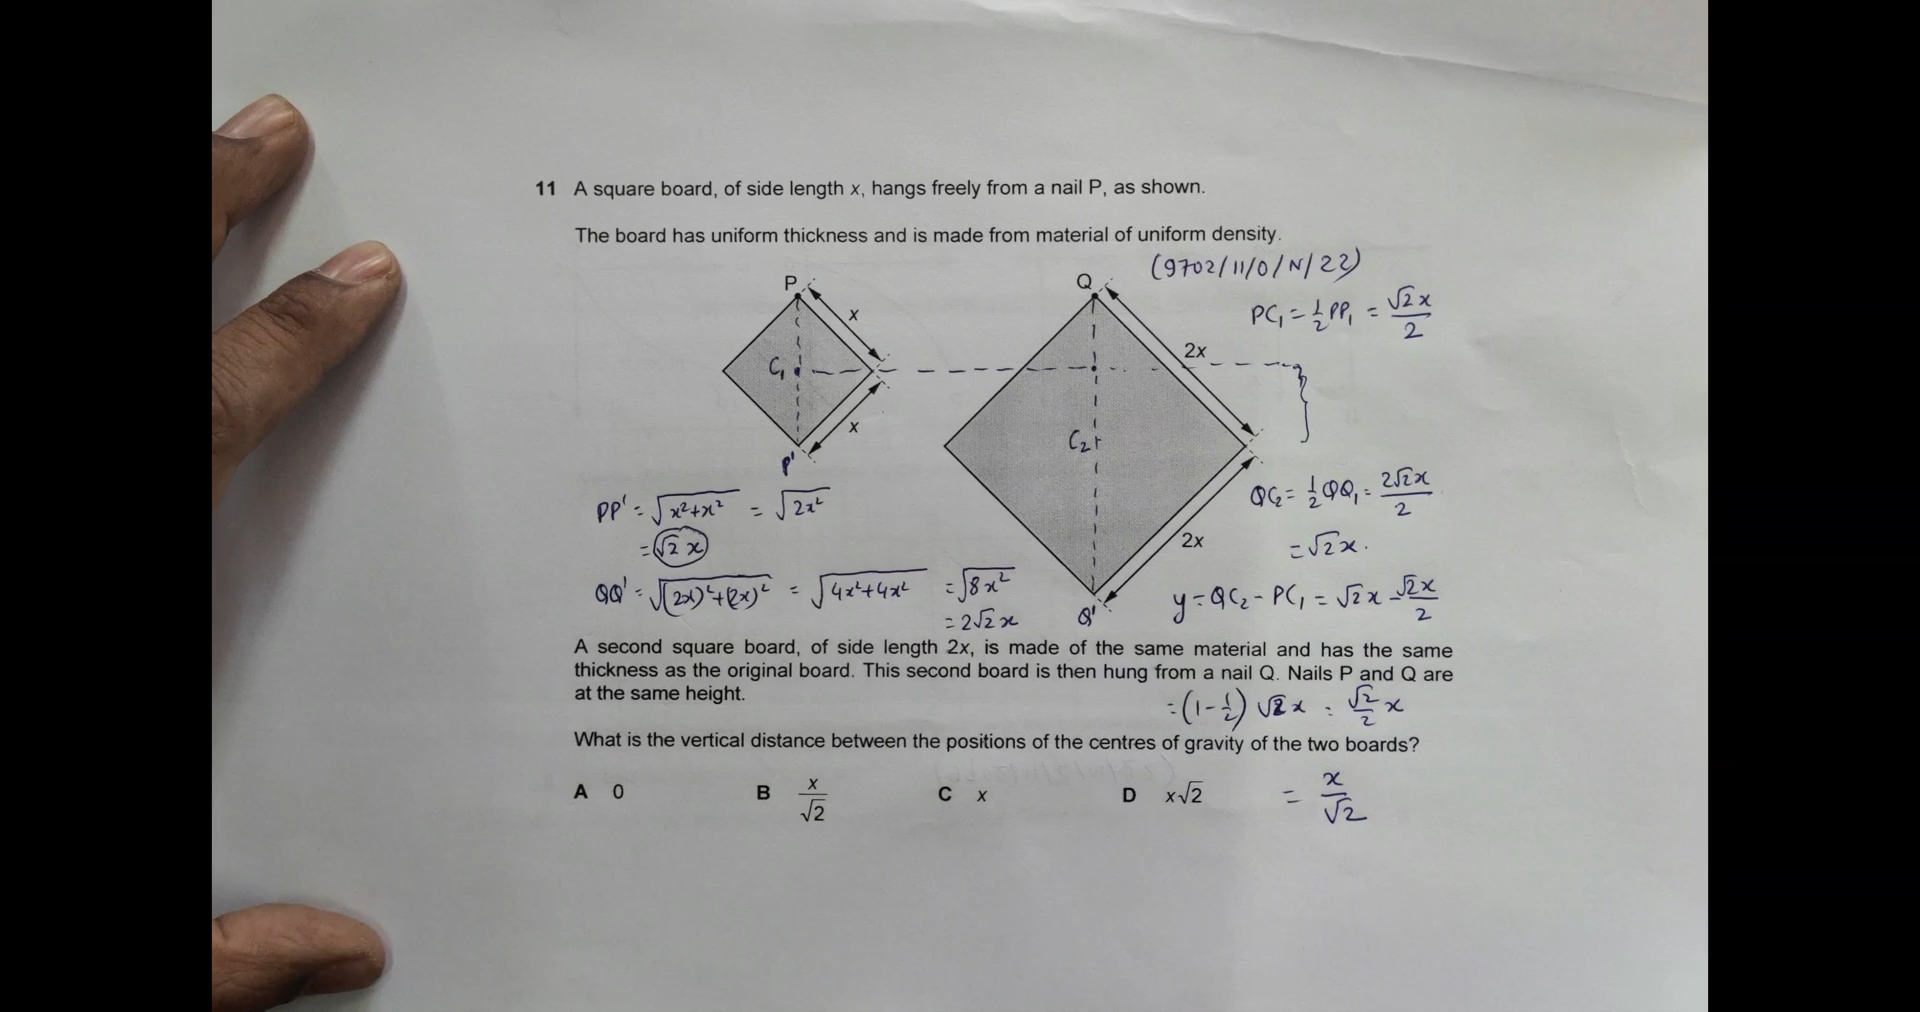 11 A square board, of side length x, hangs freely from a nail P, as shown.
The board has uniform thickness and is made from material of uniform density.
(9702/11/O/N/22)
P
Q
x
PC₁ = ½ PP₁ = √2x/2
2x
C₁
x
C₂
P'
PP' = √(x²+x²) = √(2x²)
= √2 x
QC₂ = ½ QQ₁ = 2√2x/2
= √2x.
2x
QQ' = √((2x)²+(2x)²) = √(4x²+4x²) = √(8x²)
= 2√2x
Q'
y = QC₂ - PC₁ = √2x - √2x/2
A second square board, of side length 2x, is made of the same material and has the same
thickness as the original board. This second board is then hung from a nail Q. Nails P and Q are
at the same height.
= (1 - ½) √2x = √2/2 x
What is the vertical distance between the positions of the centres of gravity of the two boards?
A 0 B x/√2 C x D x√2
= x/√2